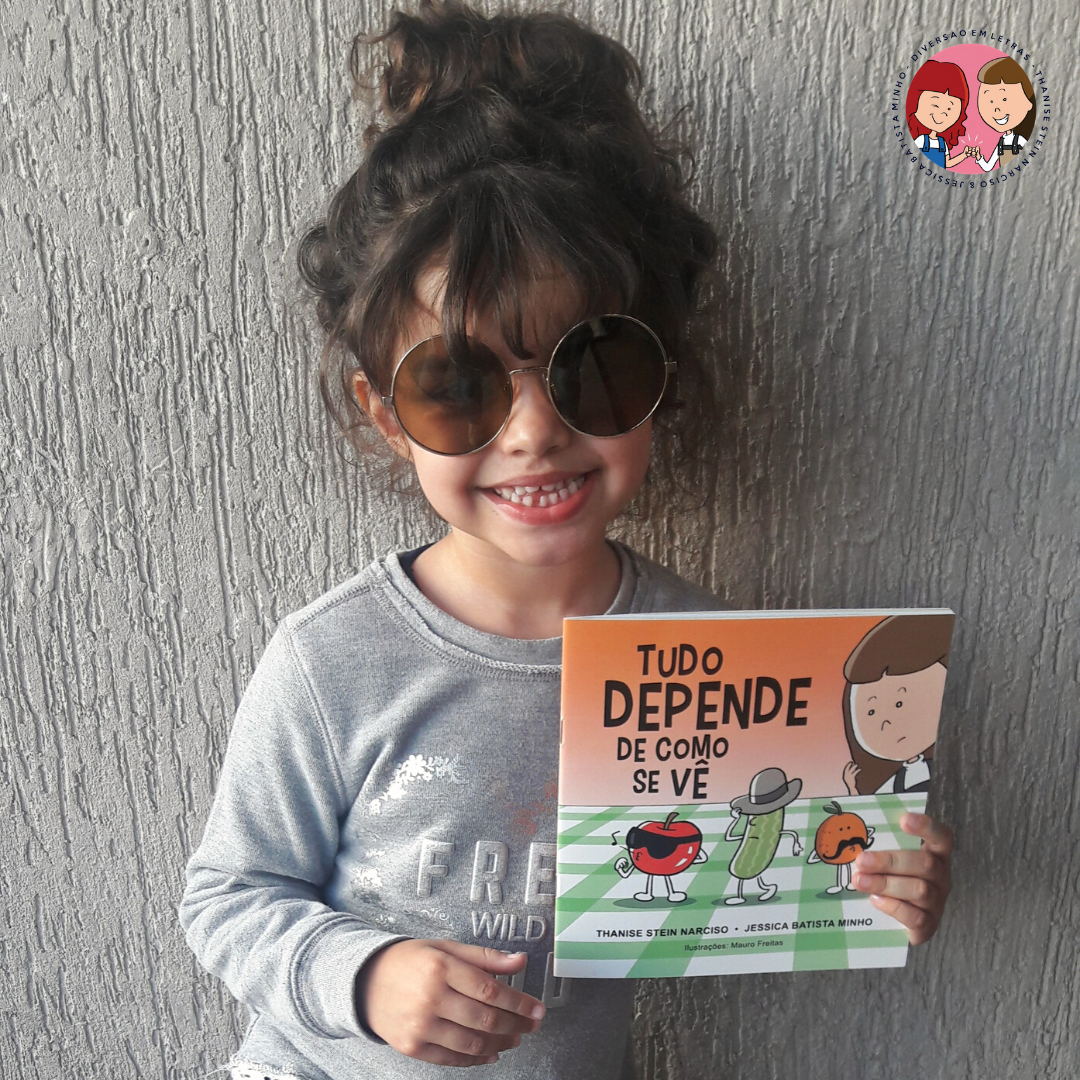 DIVERSÃO EM LETRAS - THANISE STEIN NARCISO & JESSICA BATISTA MINHO -
TUDO
DEPENDE
DE COMO
SE VÊ
THANISE STEIN NARCISO • JESSICA BATISTA MINHO
Ilustrações: Mauro Freitas
FRE
WILD